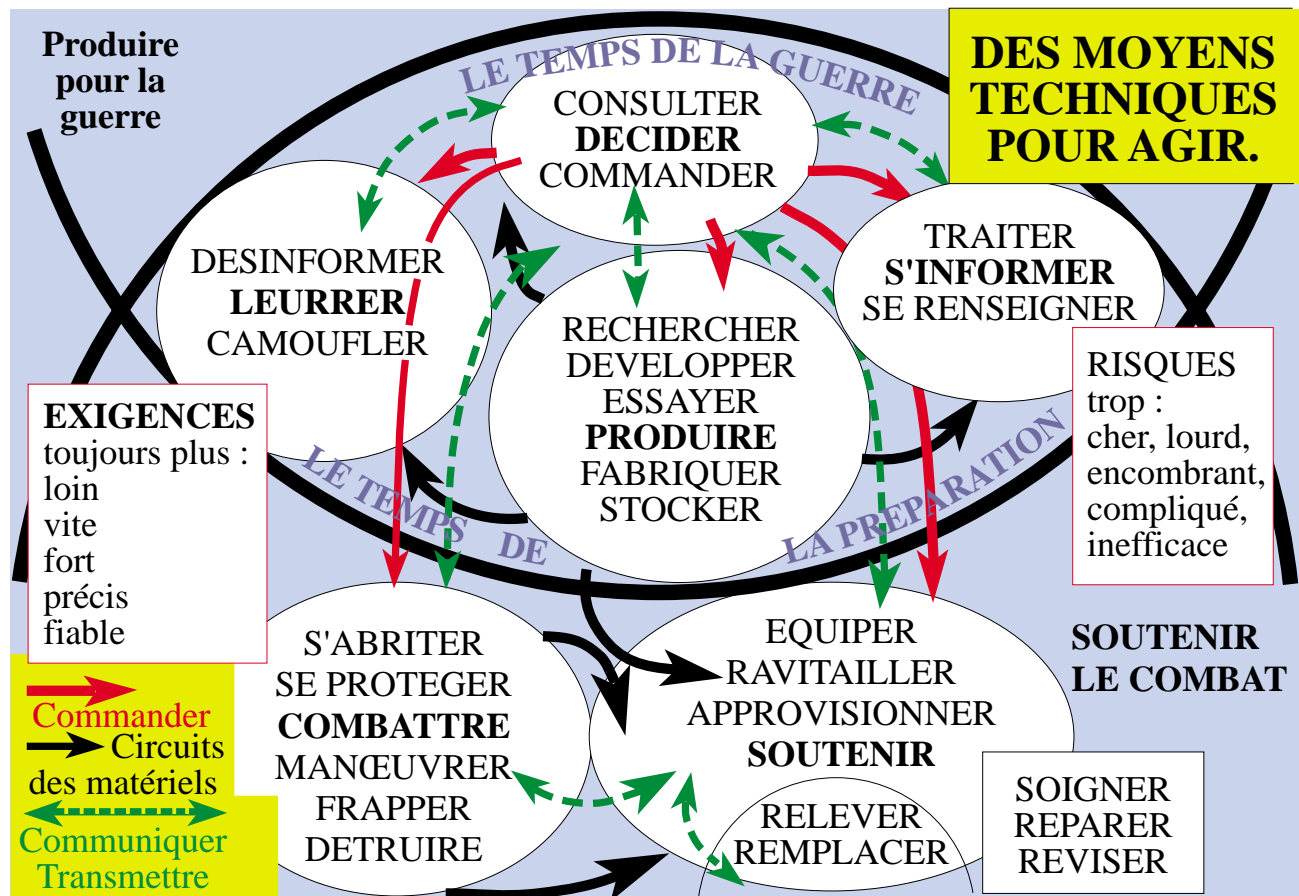 Produire
pour la
guerre
LE TEMPS DE LA GUERRE
DES MOYENS
TECHNIQUES
POUR AGIR.
CONSULTER
DECIDER
COMMANDER
DESINFORMER
LEURRER
CAMOUFLER
TRAITER
S'INFORMER
SE RENSEIGNER
RECHERCHER
DEVELOPPER
ESSAYER
PRODUIRE
FABRIQUER
STOCKER
EXIGENCES
toujours plus :
loin
vite
fort
précis
fiable
RISQUES
trop :
cher, lourd,
encombrant,
compliqué,
inefficace
LE TEMPS DE LA PREPARATION
S'ABRITER
SE PROTEGER
COMBATTRE
MANŒUVRER
FRAPPER
DETRUIRE
EQUIPER
RAVITAILLER
APPROVISIONNER
SOUTENIR
RELEVER
REMPLACER
SOUTENIR
LE COMBAT
SOIGNER
REPARER
REVISER
Commander
Circuits
des matériels
Communiquer
Transmettre